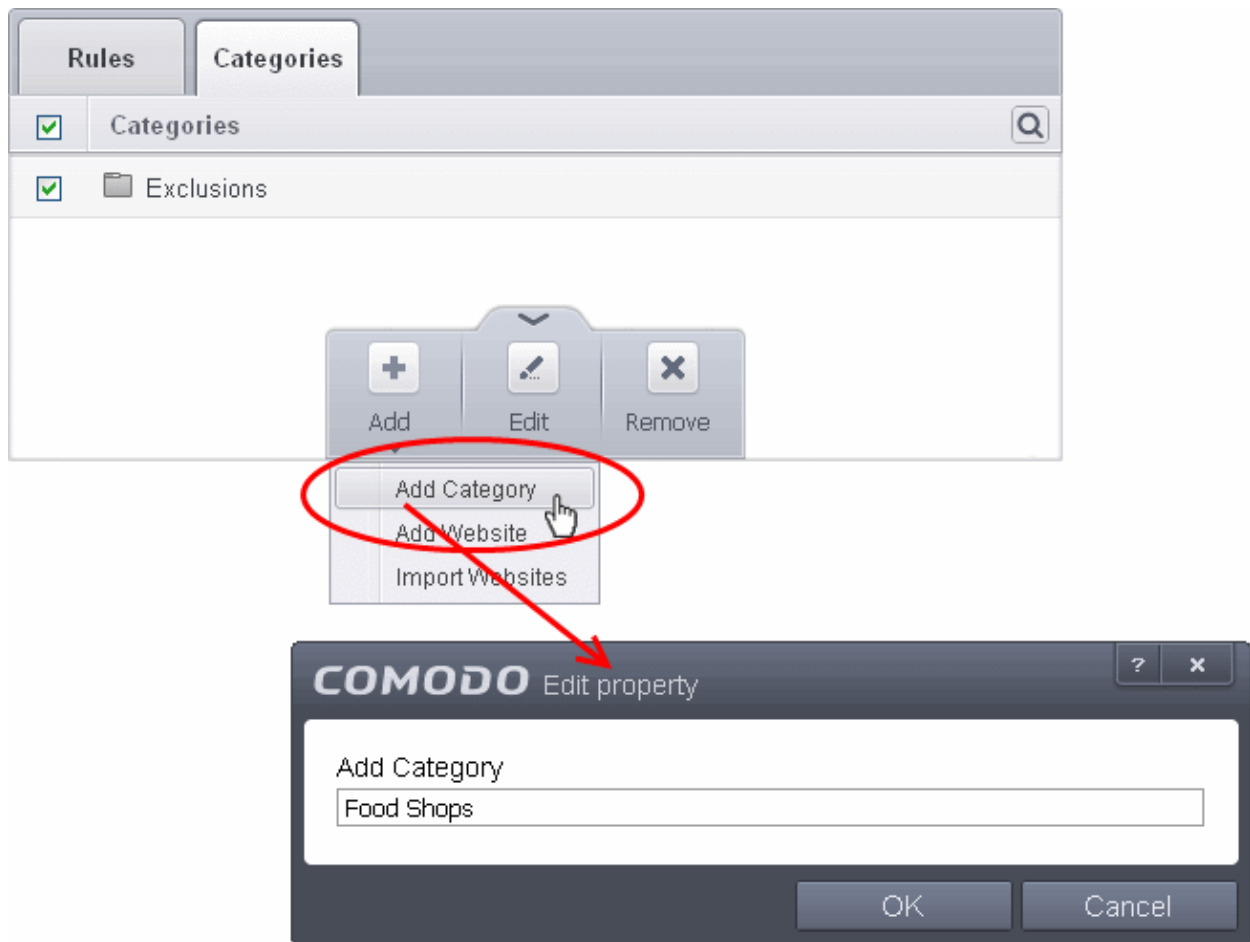 Rules Categories
Categories
Exclusions
Add Edit Remove
Add Category
Add Website
Import Websites
COMODO Edit property ? x
Add Category
Food Shops
OK Cancel